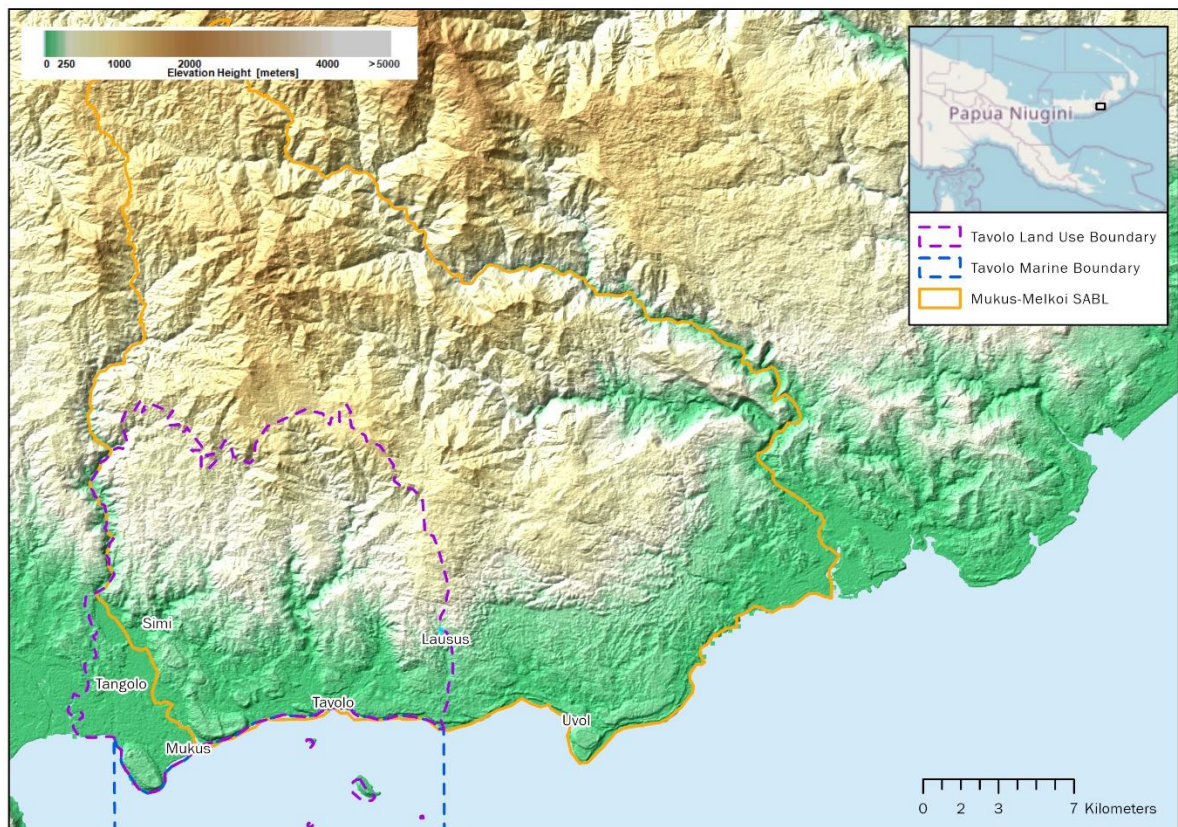 0 250 1000 2000 4000 >5000
Elevation Height [meters]
Papua Niugini
Tavolo Land Use Boundary
Tavolo Marine Boundary
Mukus-Melkoi SABL
Simi
Lausus
Tangolo
Tavolo
Uvol
Mukus
0 2 3 7 Kilometers